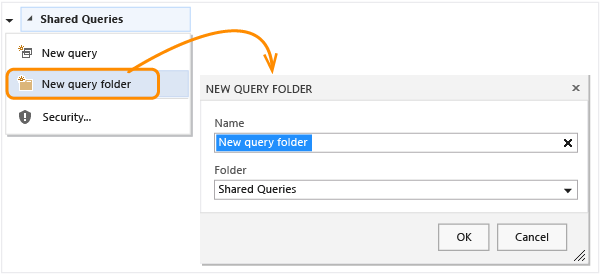 Shared Queries
New query
New query folder
Security...
NEW QUERY FOLDER
Name
New query folder
Folder
Shared Queries
OK
Cancel